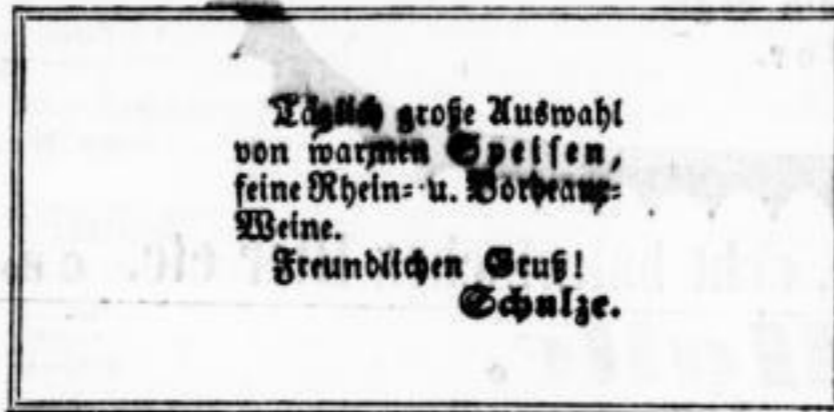 Täglich große Auswahl
von warmen Speisen,
feine Rhein- u. Bordeaux-
Weine.
Freundlichen Gruß!
Schulze.